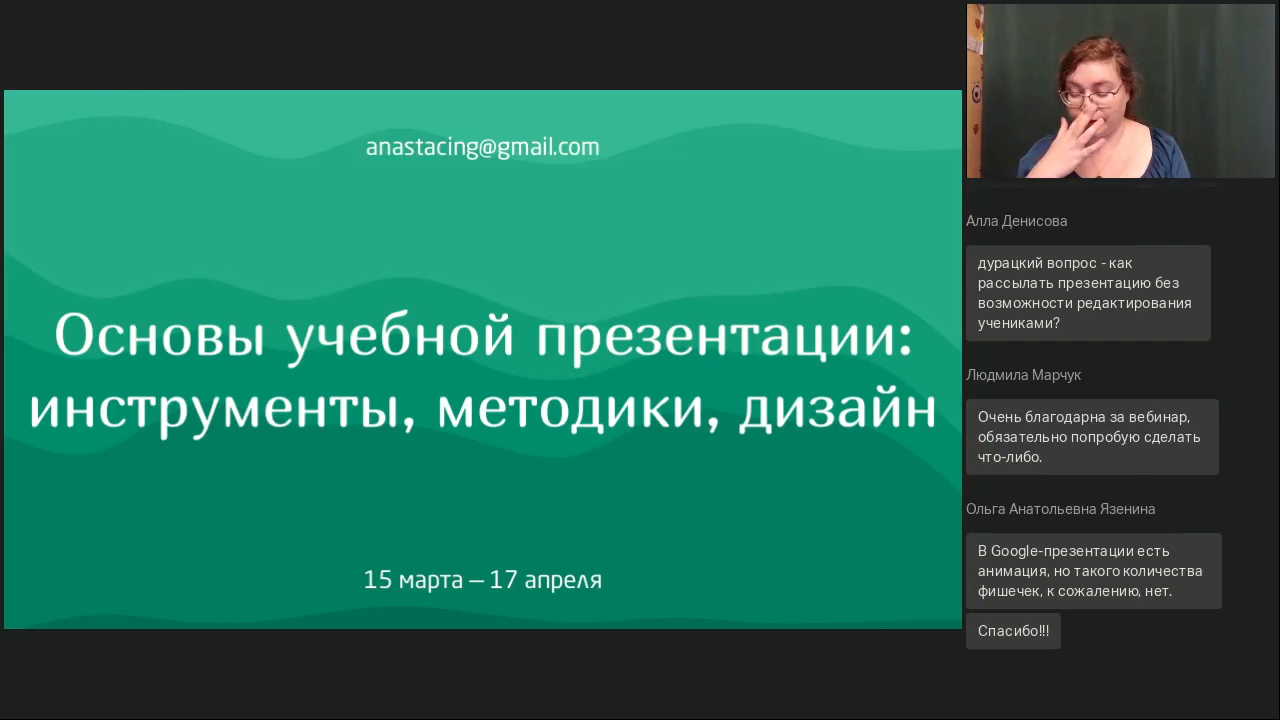 anastacing@gmail.com
Основы учебной презентации:
инструменты, методики, дизайн
15 марта – 17 апреля
Алла Денисова
дурацкий вопрос - как
рассылать презентацию без
возможности редактирования
учениками?
Людмила Марчук
Очень благодарна за вебинар,
обязательно попробую сделать
что-либо.
Ольга Анатольевна Язенина
В Google-презентации есть
анимация, но такого количества
фишечек, к сожалению, нет.
Спасибо!!!